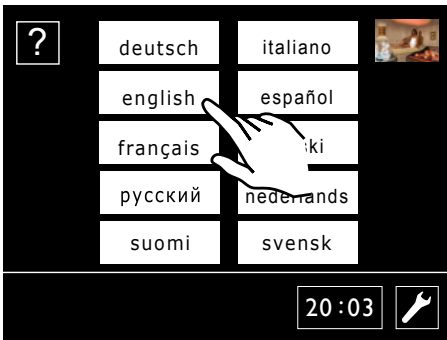 ?
deutsch italiano
english español
français
русский nederlands
suomi svensk
20:03